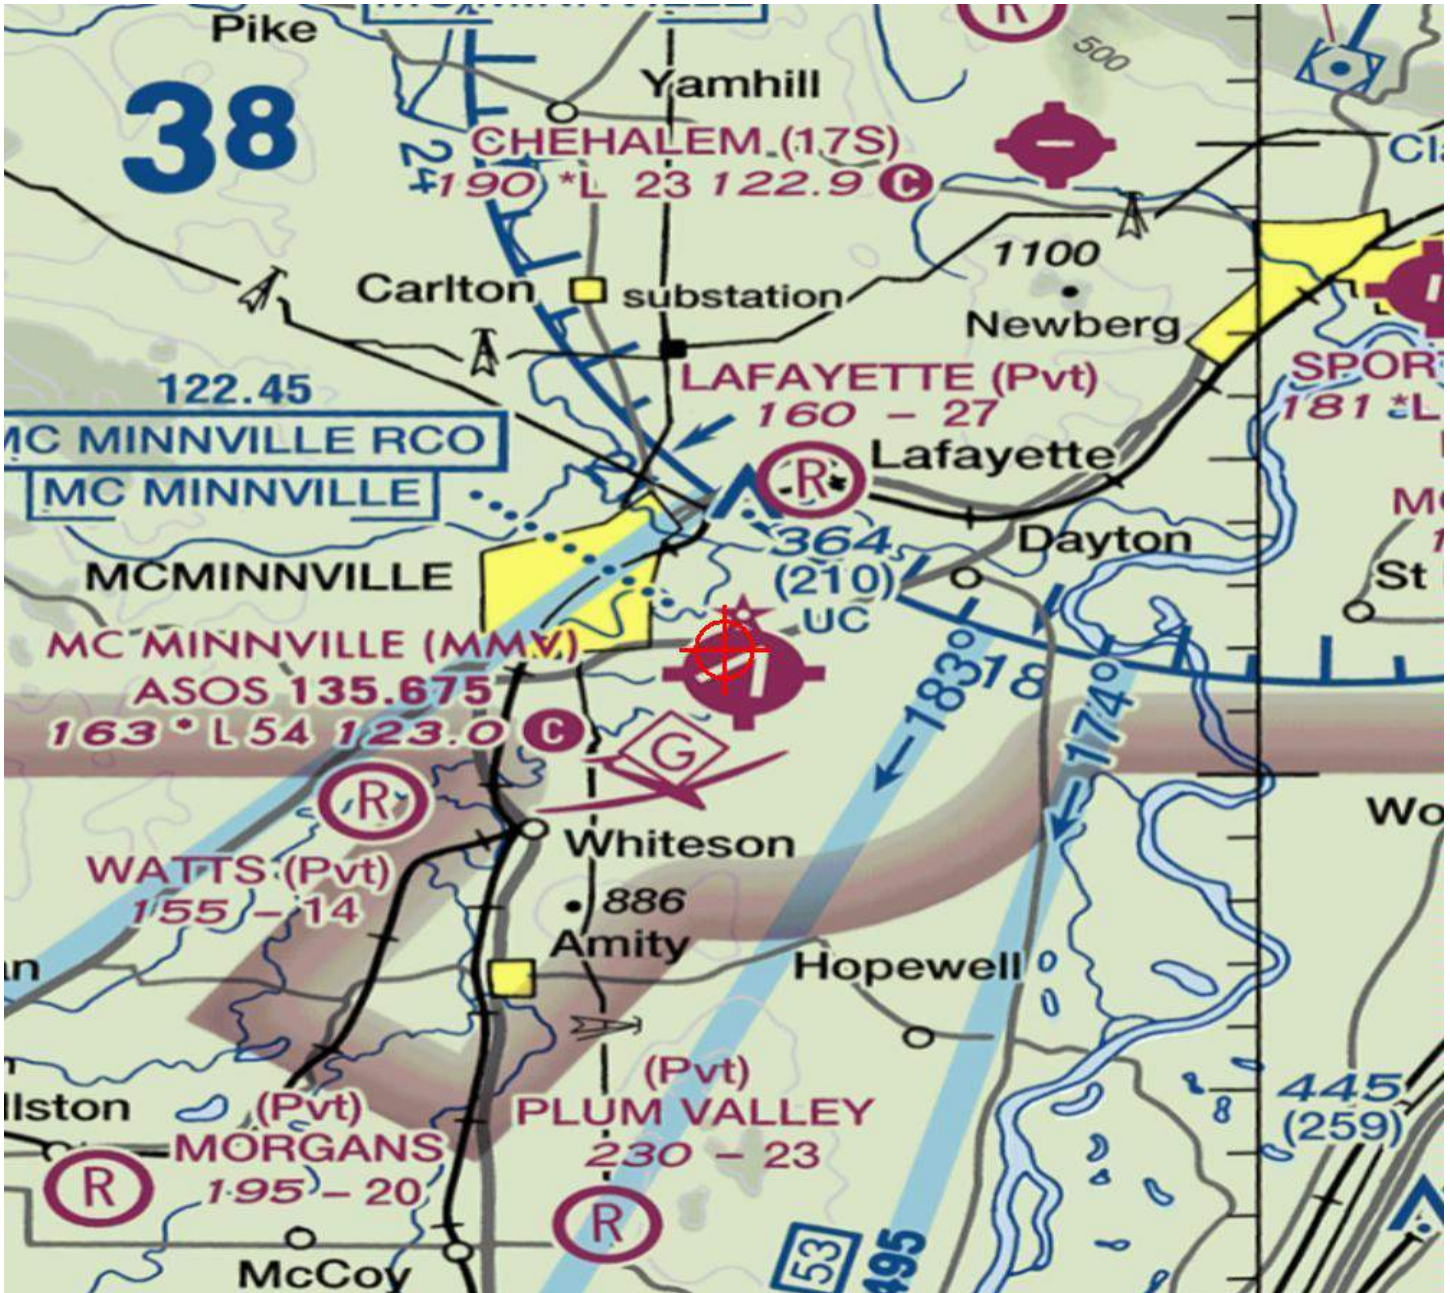 Pike
R
500
Yamhill
38
CHEHALEM (17S)
24
190 *L 23 122.9 C
1100
Carlton
substation
Newberg
122.45
LAFAYETTE (Pvt)
160 - 27
181 *L
MC MINNVILLE RCO
R
Lafayette
MC MINNVILLE
364
(210)
UC
Dayton
MCMINNVILLE
St
MC MINNVILLE (MMV)
ASOS 135.675
163 * L 54 123.0 C
183°
18
174°
G
R
Whiteson
WATTS (Pvt)
155 - 14
886
Amity
Hopewell
(Pvt)
PLUM VALLEY
230 - 23
(Pvt)
MORGANS
195 - 20
R
R
445
(259)
McCoy
53
495